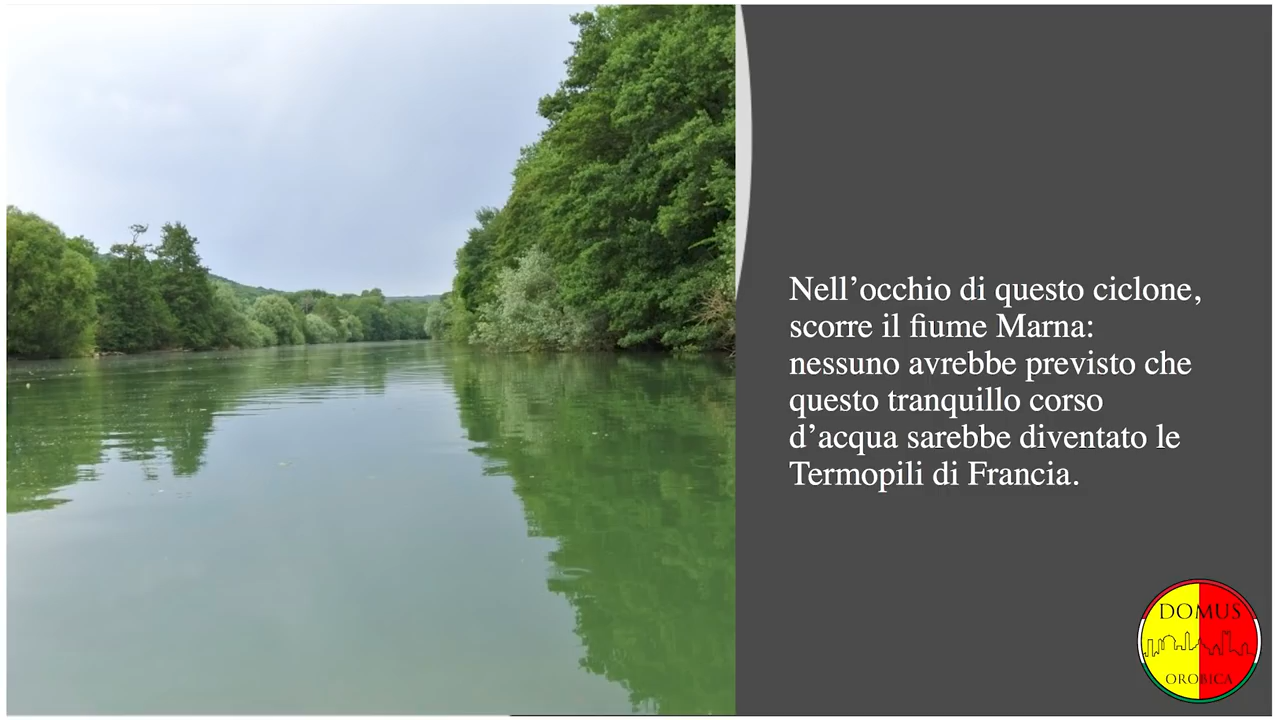 Nell’occhio di questo ciclone,
scorre il fiume Marna:
nessuno avrebbe previsto che
questo tranquillo corso
d’acqua sarebbe diventato le
Termopili di Francia.
DOMUS
OROBICA